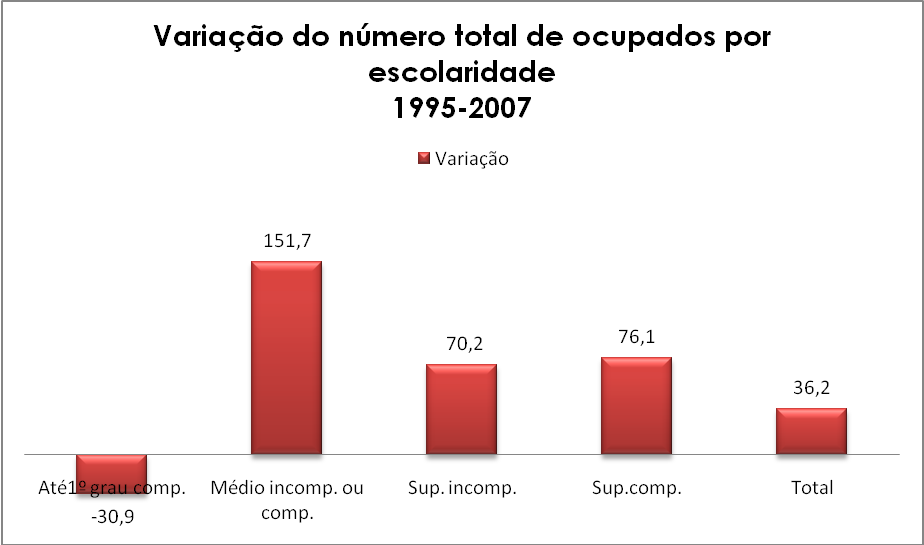 Variação do número total de ocupados por
escolaridade
1995-2007
Variação
151,7
70,2
76,1
36,2
Até1º grau comp.
-30,9
Médio incomp. ou
comp.
Sup. incomp.
Sup.comp.
Total